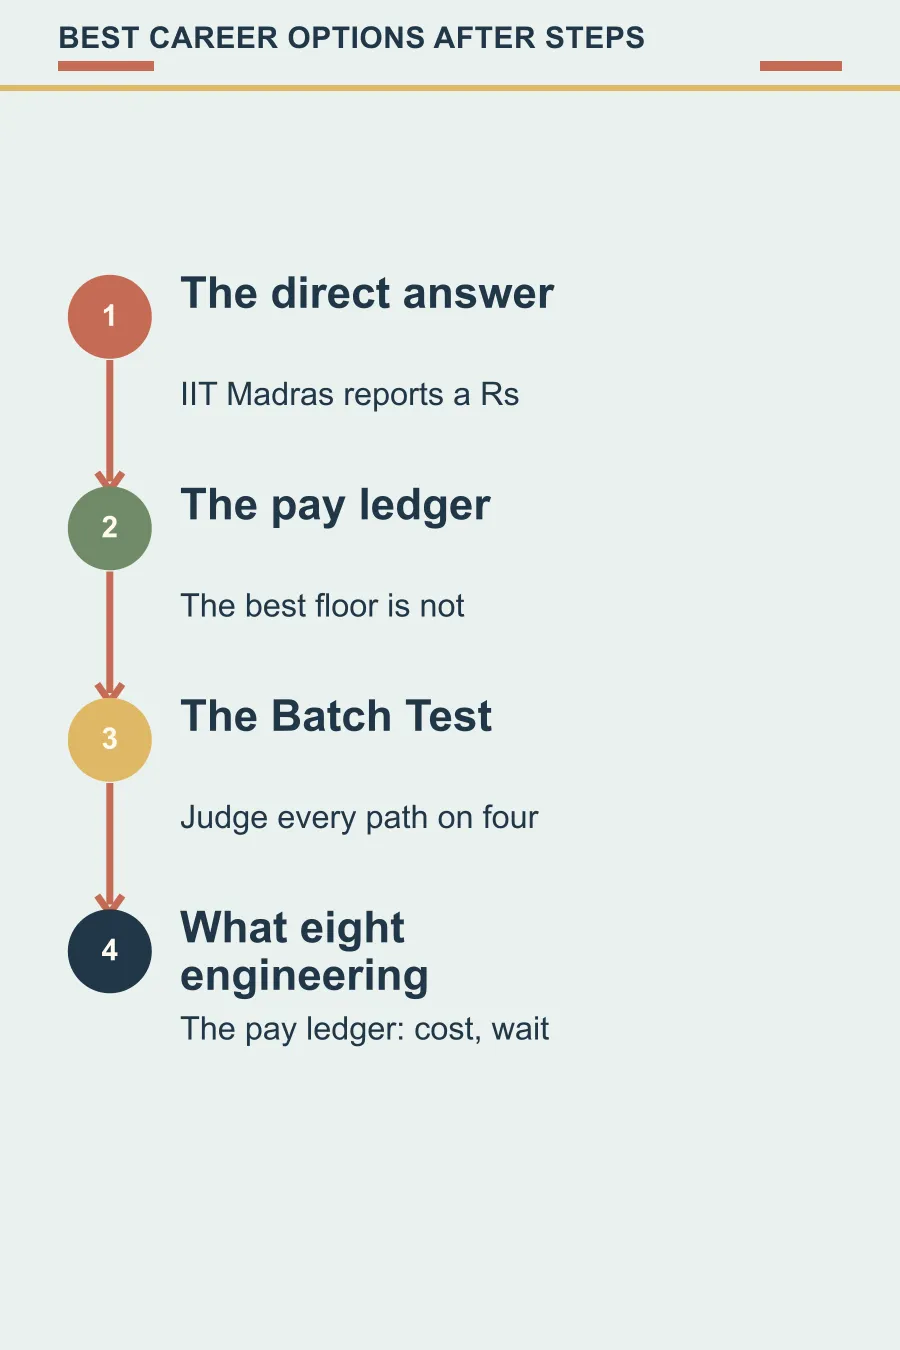 BEST CAREER OPTIONS AFTER STEPS
1
The direct answer
IIT Madras reports a Rs
2
The pay ledger
The best floor is not
3
The Batch Test
Judge every path on four
4
What eight
engineering
The pay ledger: cost, wait